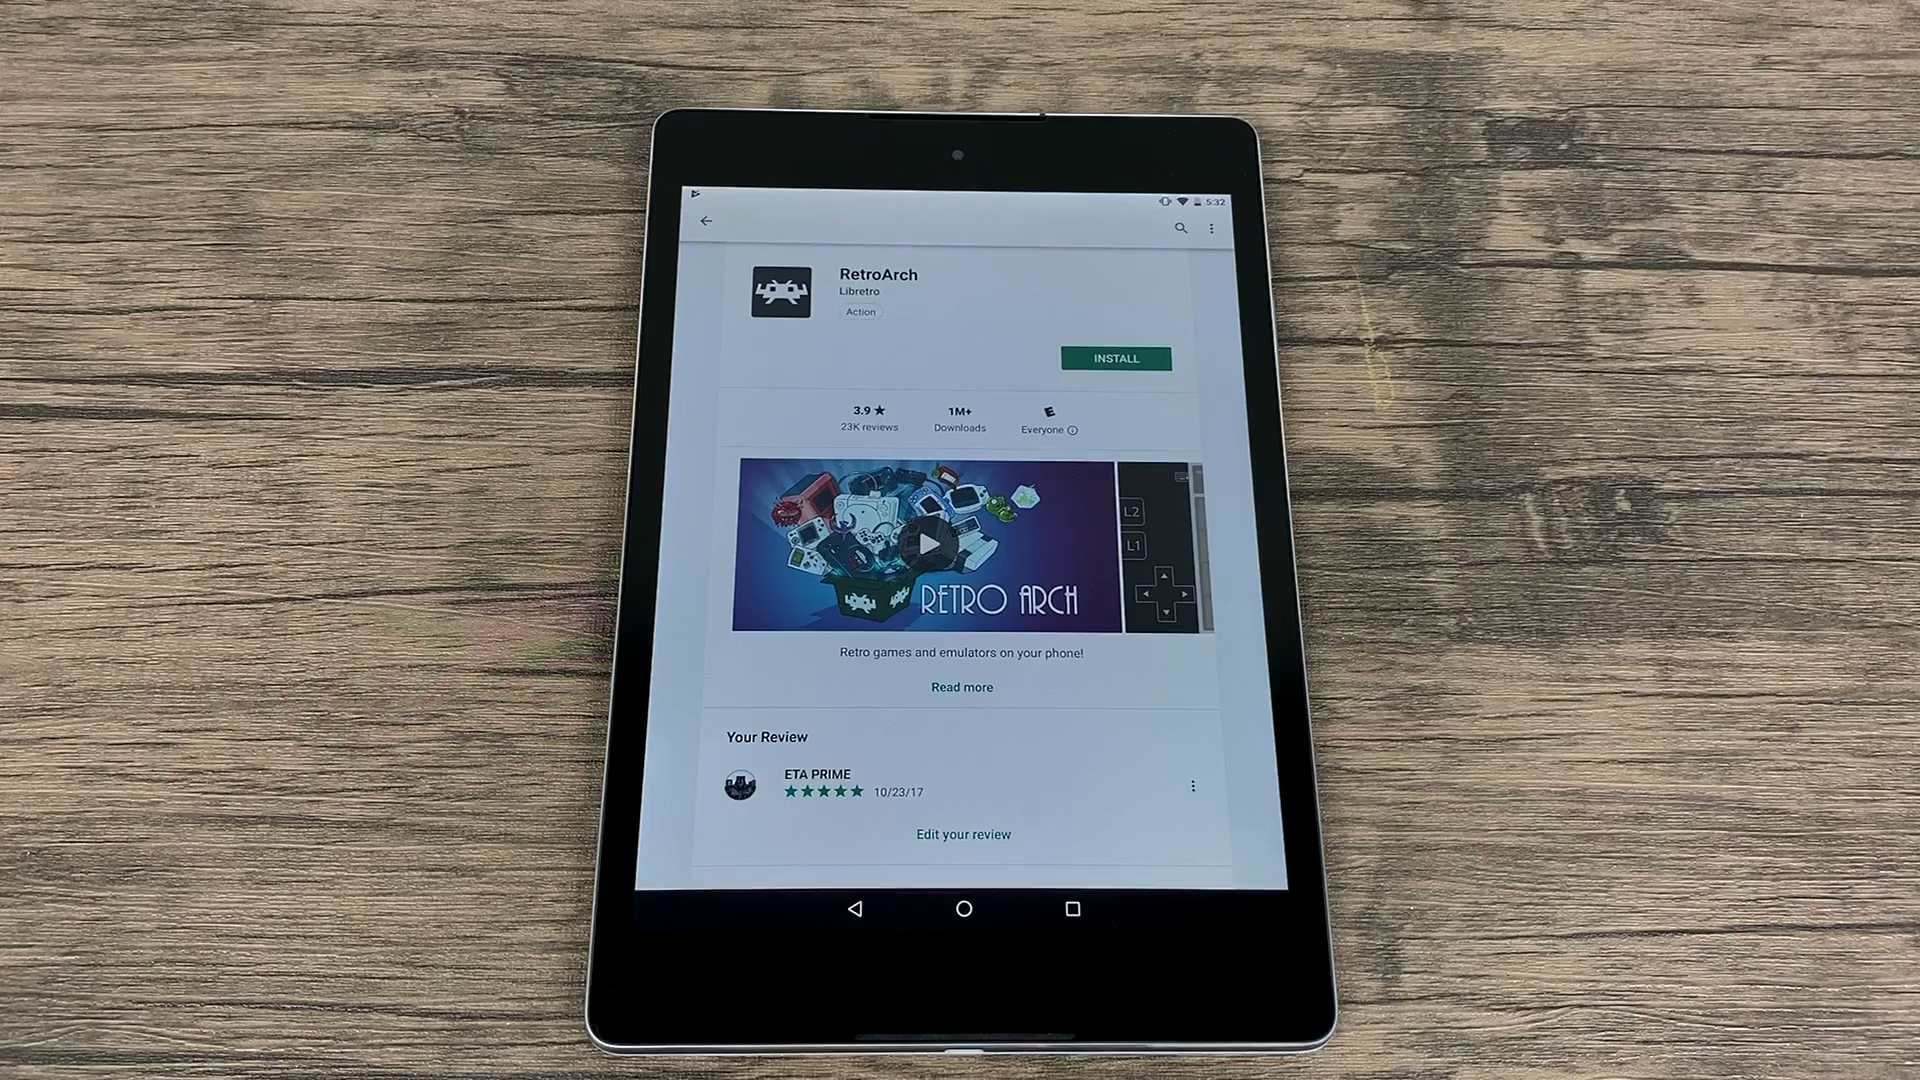 5:32
RetroArch
Libretro
Action
INSTALL
3.9 ★ 1M+ E
23K reviews Downloads Everyone
L2
L1
RETRO ARCH
Retro games and emulators on your phone!
Read more
Your Review
ETA PRIME
★★★★★ 10/23/17
Edit your review